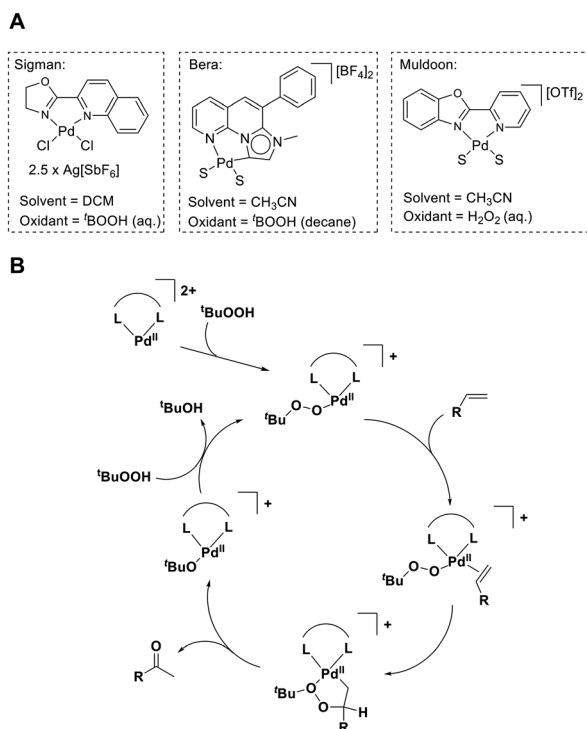 A
Sigman:
O
N
N
Pd
Cl
Cl
2.5 x Ag[SbF6]
Solvent = DCM
Oxidant = tBOOH (aq.)
Bera:
[BF4]2
N
N
N
Pd
S
S
Solvent = CH3CN
Oxidant = tBOOH (decane)
Muldoon:
[OTf]2
O
N
N
Pd
S
S
Solvent = CH3CN
Oxidant = H2O2 (aq.)
B
2+
L L
PdII
tBuOOH
+
L L
PdII
O
O
tBu
R
+
L L
PdII
O
O
tBu
R
+
L L
PdII
tBu
O
O
H
R
O
R
+
L L
PdII
tBuO
tBuOOH
tBuOH